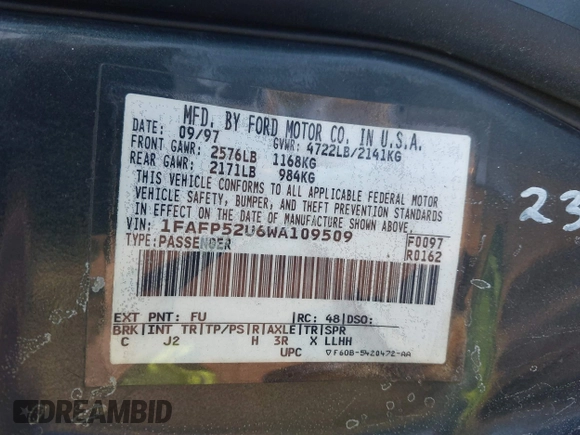 MFD. BY FORD MOTOR CO. IN U.S.A.
DATE: 09/97 GVWR: 4722LB/2141KG
FRONT GAWR: 2576LB 1168KG
REAR GAWR: 2171LB 984KG
THIS VEHICLE CONFORMS TO ALL APPLICABLE FEDERAL MOTOR
VEHICLE SAFETY, BUMPER, AND THEFT PREVENTION STANDARDS
IN EFFECT ON THE DATE OF MANUFACTURE SHOWN ABOVE.
VIN: 1FAFP52U6WA109509 F0097
TYPE: PASSENGER R0162
EXT PNT: FU RC: 48 DSO:
BRK INT TR TP/PS R AXLE TR SPR
C J2 H 3R X LLHH
UPC F60B-5420472-AA
23
DREAMBID